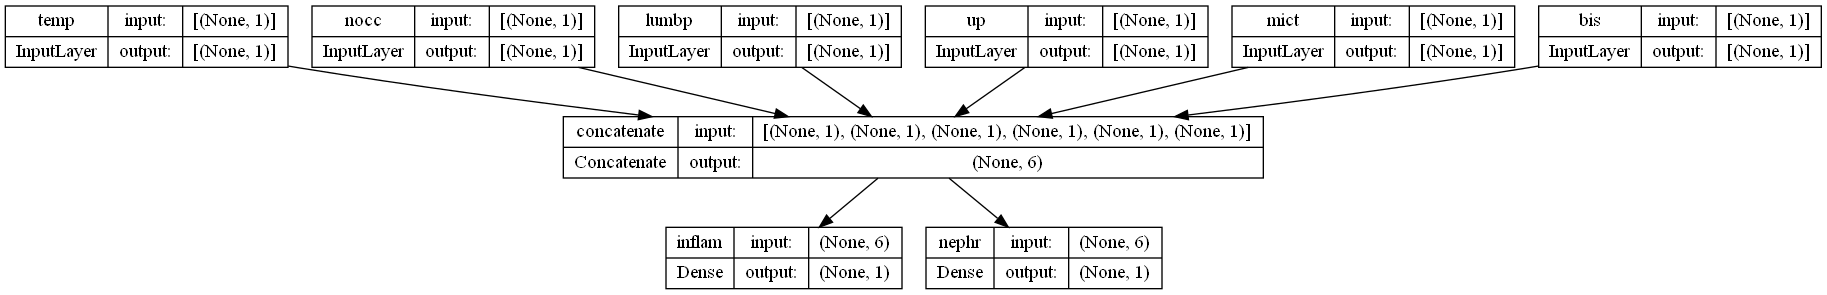 temp input: [(None, 1)] nocc input: [(None, 1)] lumbp input: [(None, 1)] up input: [(None, 1)] mict input: [(None, 1)] bis input: [(None, 1)]
InputLayer output: [(None, 1)] InputLayer output: [(None, 1)] InputLayer output: [(None, 1)] InputLayer output: [(None, 1)] InputLayer output: [(None, 1)] InputLayer output: [(None, 1)]
concatenate input: [(None, 1), (None, 1), (None, 1), (None, 1), (None, 1), (None, 1)]
Concatenate output: (None, 6)
inflam input: (None, 6) nephr input: (None, 6)
Dense output: (None, 1) Dense output: (None, 1)